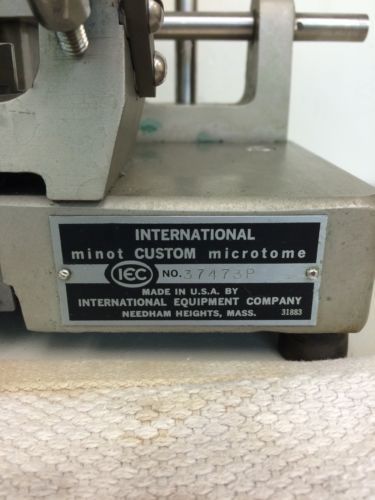 INTERNATIONAL
minot CUSTOM microtome
IEC NO. 37473P
MADE IN U.S.A. BY
INTERNATIONAL EQUIPMENT COMPANY
NEEDHAM HEIGHTS, MASS. 31883